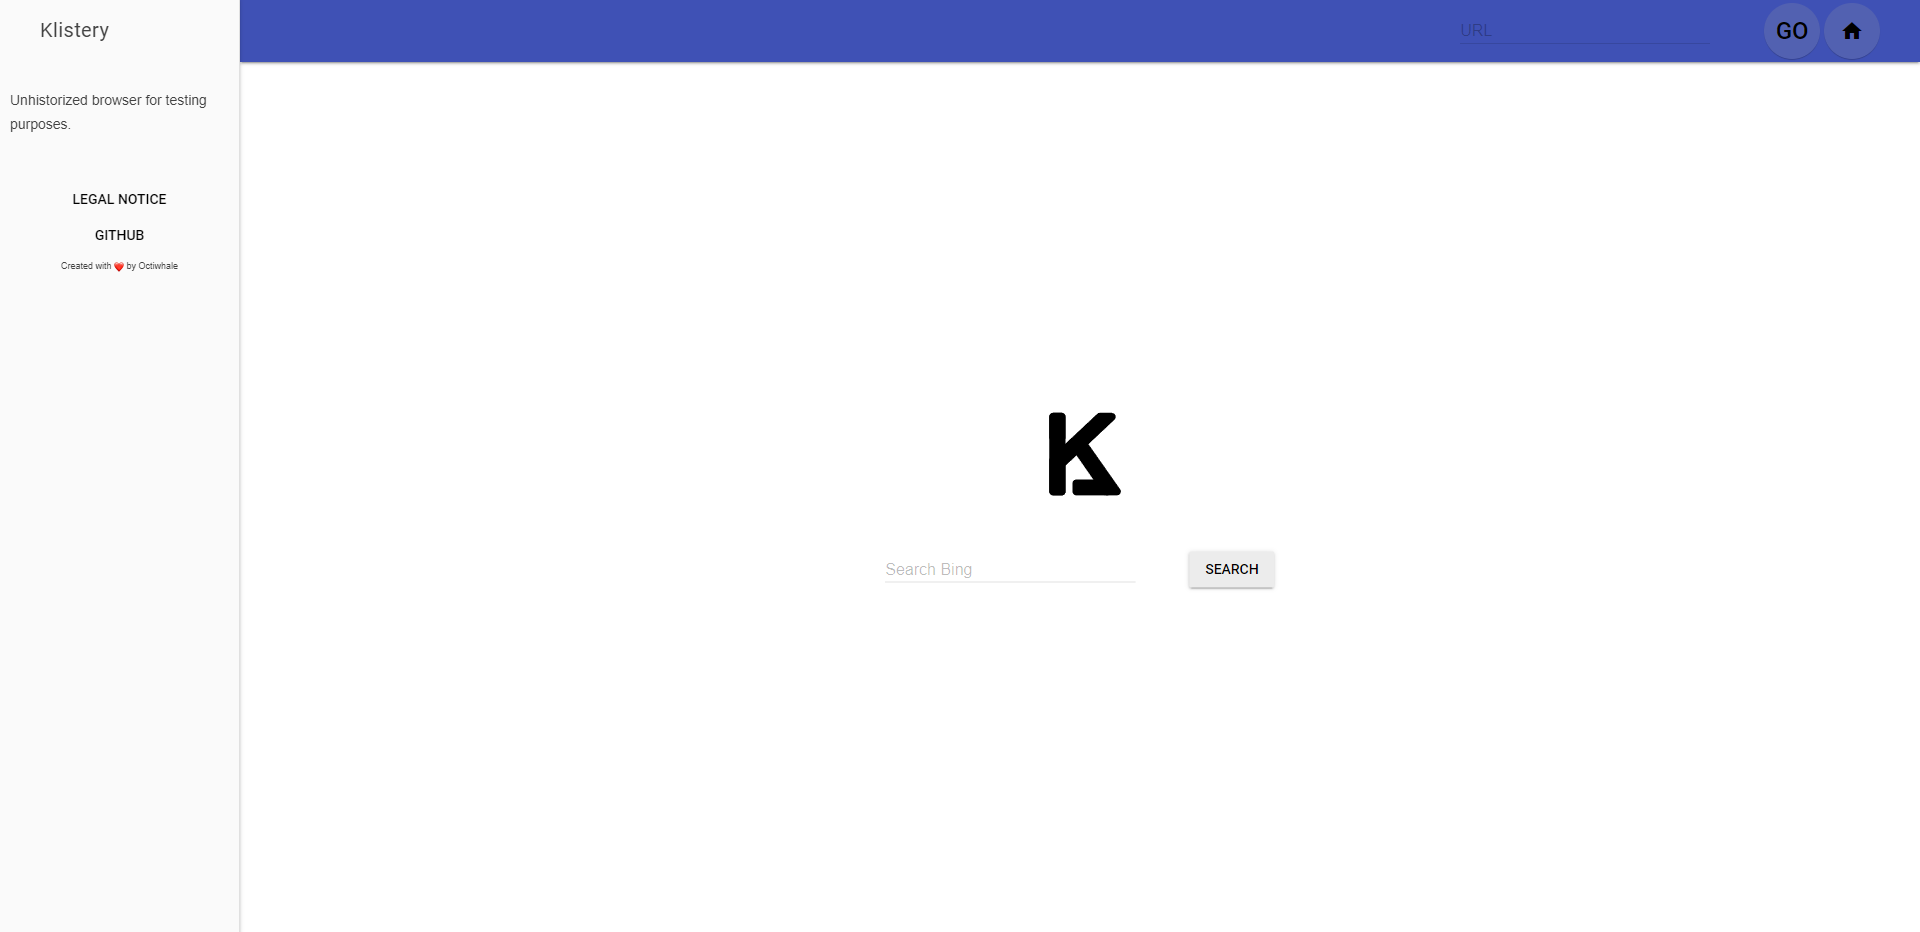 Klistery
URL
GO
Unhistorized browser for testing
purposes.
LEGAL NOTICE
GITHUB
Created with ❤️ by Octiwhale
K
Search Bing
SEARCH